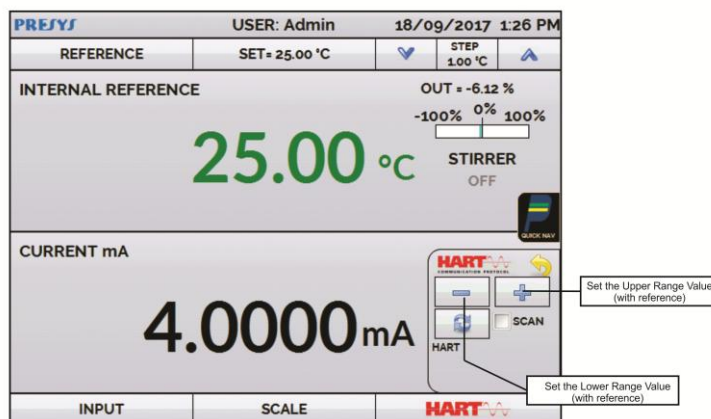 PRESYS USER: Admin 18/09/2017 1:26 PM
REFERENCE SET= 25.00 °C STEP 1.00 °C
INTERNAL REFERENCE OUT = -6.12 %
-100% 0% 100%
25.00 °C
STIRRER
OFF
QUICK NAV
CURRENT mA
HART
COMMUNICATION PROTOCOL
4.0000 mA
SCAN
HART
Set the Upper Range Value
(with reference)
Set the Lower Range Value
(with reference)
INPUT SCALE HART